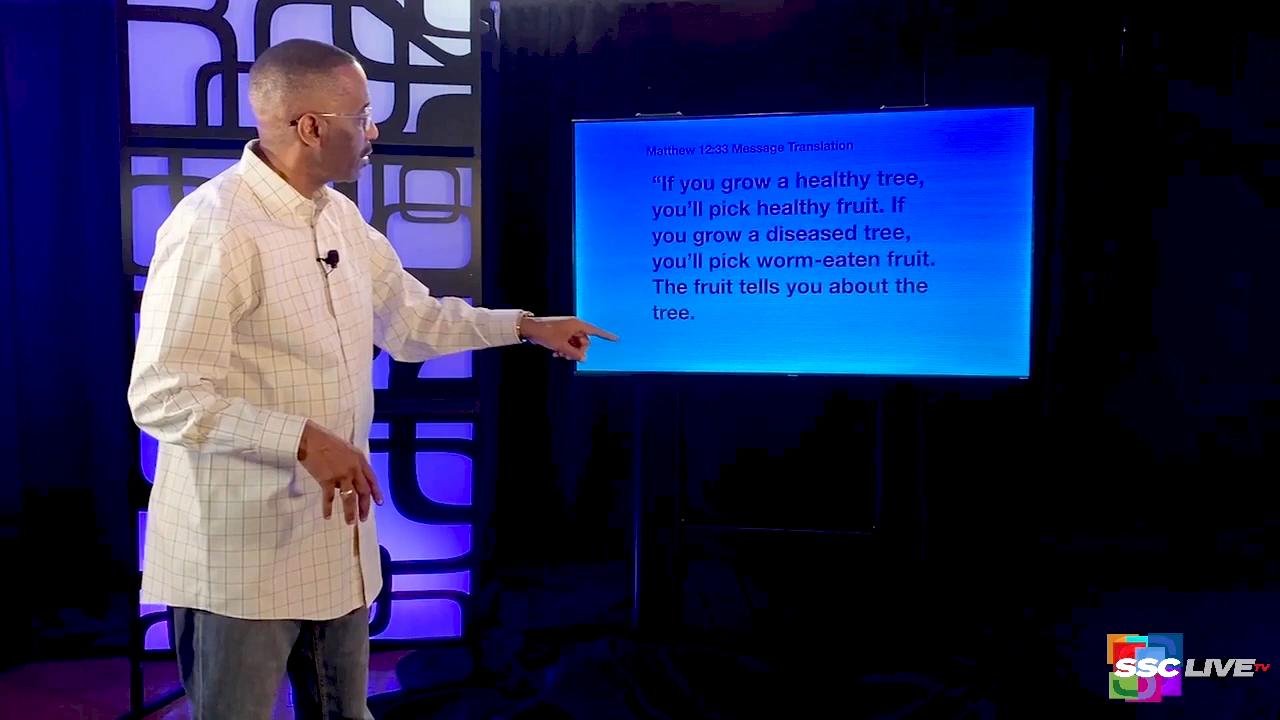 Matthew 12:33 Message Translation
“If you grow a healthy tree,
you’ll pick healthy fruit. If
you grow a diseased tree,
you’ll pick worm-eaten fruit.
The fruit tells you about the
tree.
SSC LIVE TV